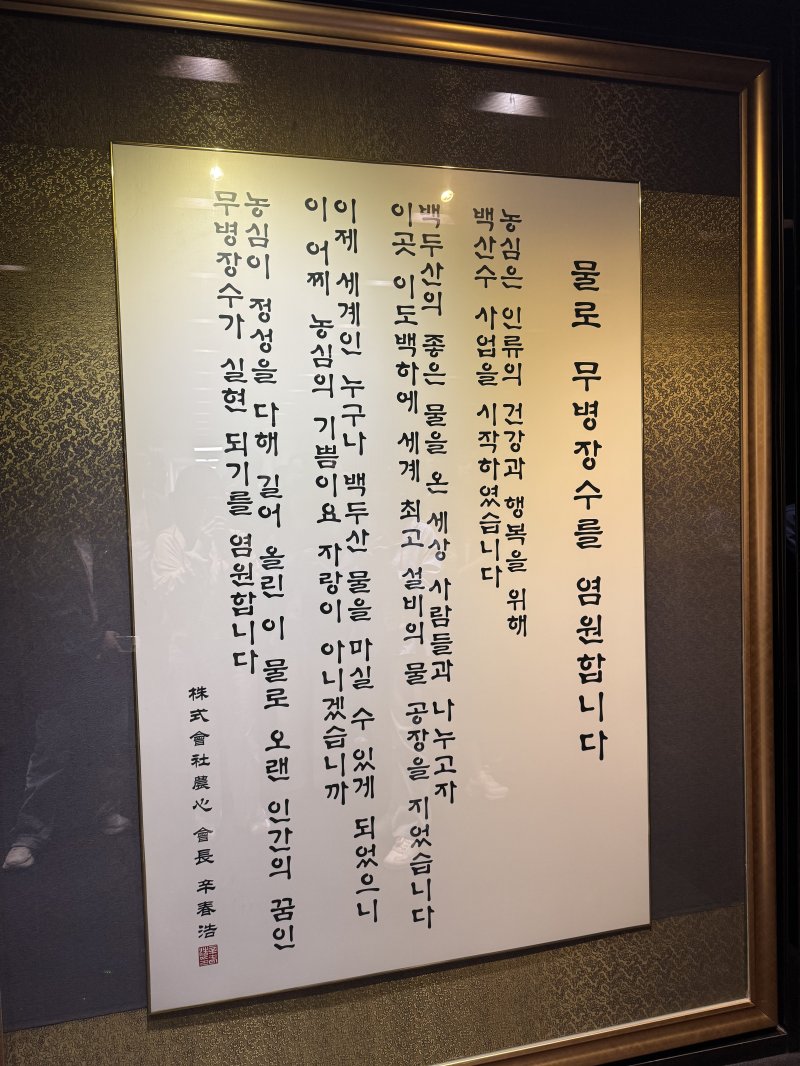 물로 무병장수를 염원합니다
농심은 인류의 건강과 행복을 위해
백산수 사업을 시작하였습니다
백두산의 좋은 물을 온 세상 사람들과 나누고자
이곳 이도백하에 세계 최고 설비의 물 공장을 지었습니다
이제 세계인 누구나 백두산 물을 마실 수 있게 되었으니
이 어찌 농심의 기쁨이요 자랑이 아니겠습니까
농심이 정성을 다해 길어 올린 이 물로 오랜 인간의 꿈인
무병장수가 실현 되기를 염원합니다
株式會社農心 會長 辛春浩